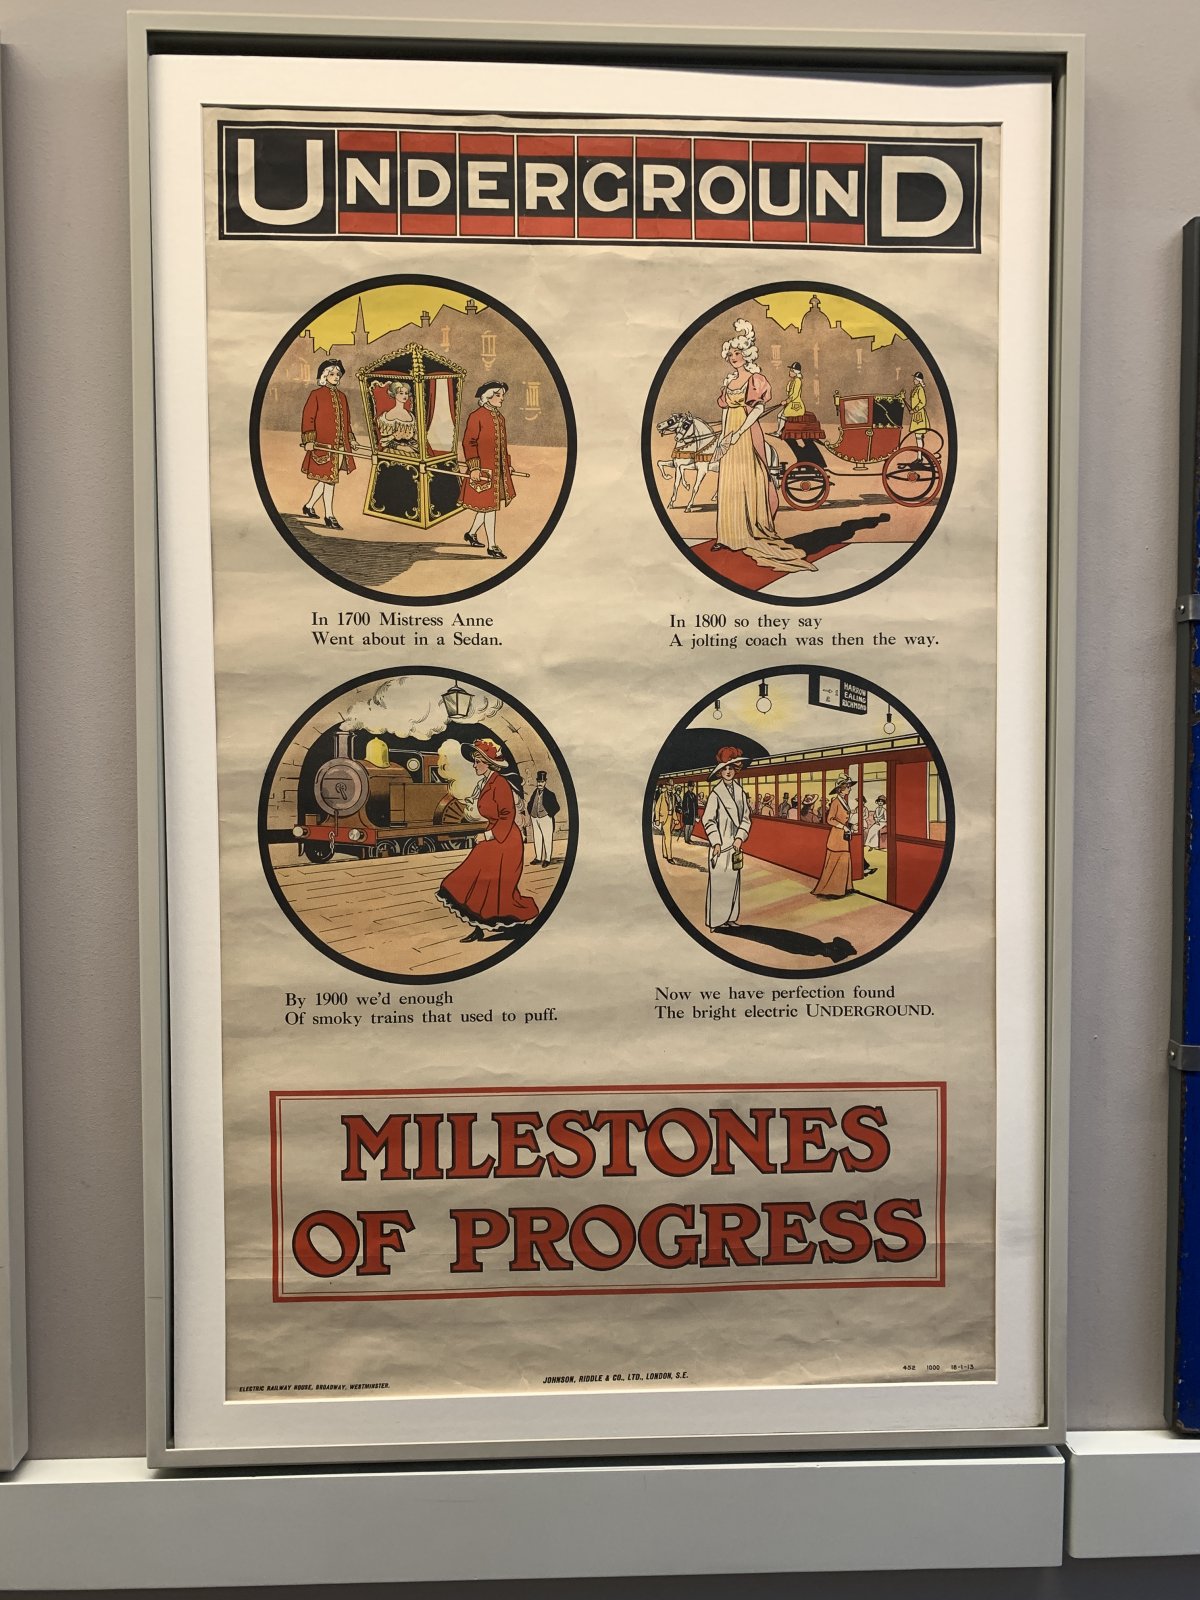 UNDERGROUND
In 1700 Mistress Anne
Went about in a Sedan.
In 1800 so they say
A jolting coach was then the way.
HARROW
EALING
RICHMOND
By 1900 we'd enough
Of smoky trains that used to puff.
Now we have perfection found
The bright electric UNDERGROUND.
MILESTONES
OF PROGRESS
452 1000 16-1-13
ELECTRIC RAILWAY HOUSE, BROADWAY, WESTMINSTER.
JOHNSON, RIDDLE & CO., LTD., LONDON, S.E.